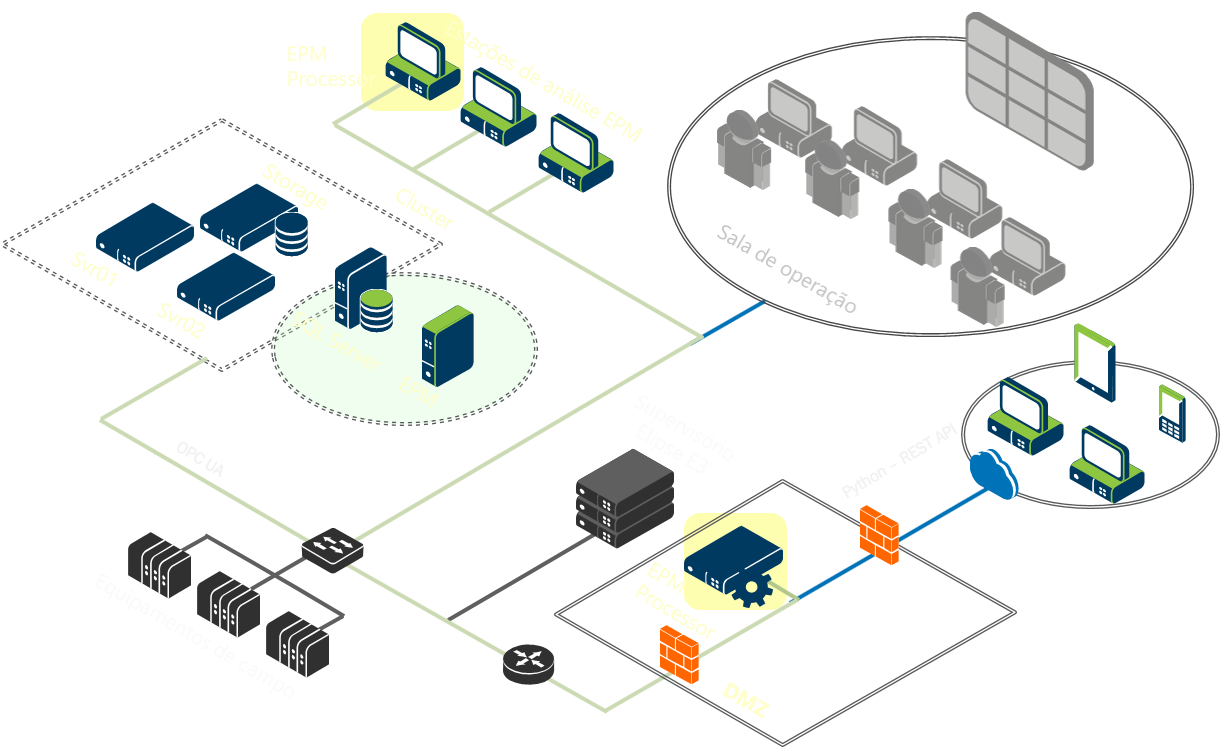 EPM
Processor
Estações de análise EPM
Storage
Cluster
Svr01
Svr02
SQL Server
Sala de operação
OPC UA
Supervisório
Elipse E3
Python – REST API
Equipamentos de campo
EPM
Processor
DMZ